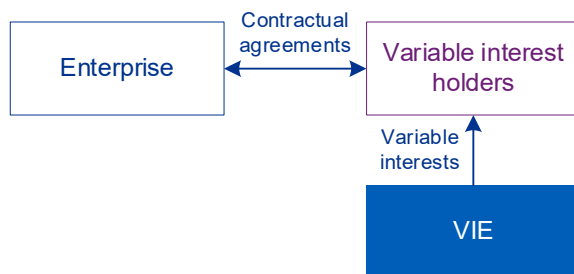 Contractual
agreements
Enterprise
Variable interest
holders
Variable
interests
VIE